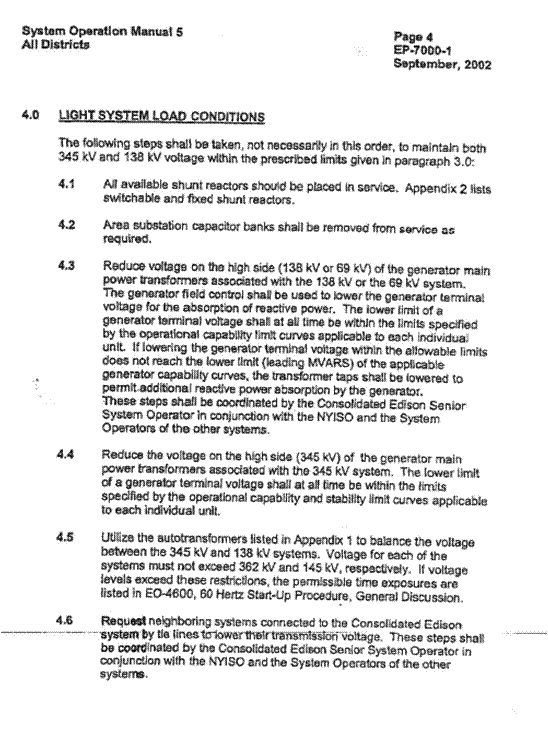 System Operation Manual 5
All Districts
Page 4
EP-7000-1
September, 2002
4.0 LIGHT SYSTEM LOAD CONDITIONS
The following steps shall be taken, not necessarily in this order, to maintain both
345 kV and 138 kV voltage within the prescribed limits given in paragraph 3.0:
4.1 All available shunt reactors should be placed in service. Appendix 2 lists
switchable and fixed shunt reactors.
4.2 Area substation capacitor banks shall be removed from service as
required.
4.3 Reduce voltage on the high side (138 kV or 69 kV) of the generator main
power transformers associated with the 138 kV or the 69 kV system.
The generator field control shall be used to lower the generator terminal
voltage for the absorption of reactive power. The lower limit of a
generator terminal voltage shall at all time be within the limits specified
by the operational capability limit curves applicable to each individual
unit. If lowering the generator terminal voltage within the allowable limits
does not reach the lower limit (leading MVARS) of the applicable
generator capability curves, the transformer taps shall be lowered to
permit additional reactive power absorption by the generator.
These steps shall be coordinated by the Consolidated Edison Senior
System Operator in conjunction with the NYISO and the System
Operators of the other systems.
4.4 Reduce the voltage on the high side (345 kV) of the generator main
power transformers associated with the 345 kV system. The lower limit
of a generator terminal voltage shall at all time be within the limits
specified by the operational capability and stability limit curves applicable
to each individual unit.
4.5 Utilize the autotransformers listed in Appendix 1 to balance the voltage
between the 345 kV and 138 kV systems. Voltage for each of the
systems must not exceed 362 kV and 145 kV, respectively. If voltage
levels exceed these restrictions, the permissible time exposures are
listed in EO-4600, 60 Hertz Start-Up Procedure, General Discussion.
4.6 Request neighboring systems connected to the Consolidated Edison
system by tie lines to lower their transmission voltage. These steps shall
be coordinated by the Consolidated Edison Senior System Operator in
conjunction with the NYISO and the System Operators of the other
systems.